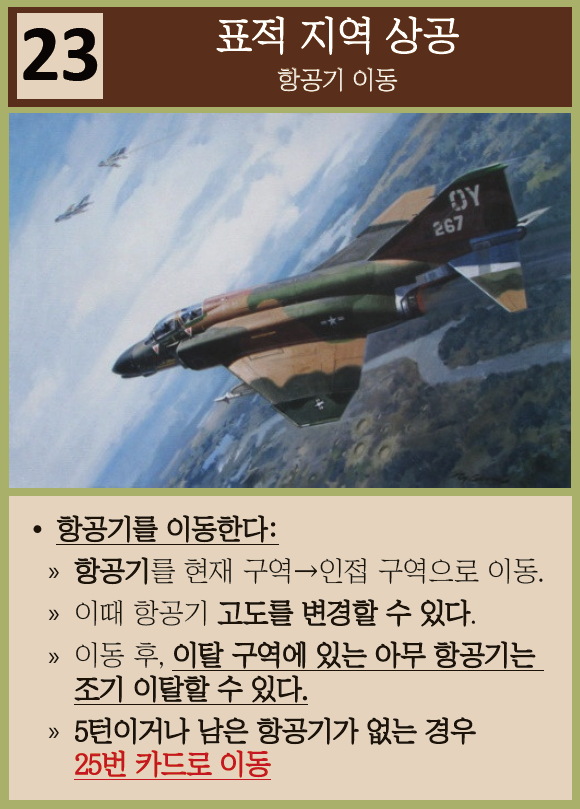 23
표적 지역 상공
항공기 이동
OY
267
• 항공기를 이동한다:
» 항공기를 현재 구역→인접 구역으로 이동.
» 이때 항공기 고도를 변경할 수 있다.
» 이동 후, 이탈 구역에 있는 아무 항공기는
조기 이탈할 수 있다.
» 5턴이거나 남은 항공기가 없는 경우
25번 카드로 이동